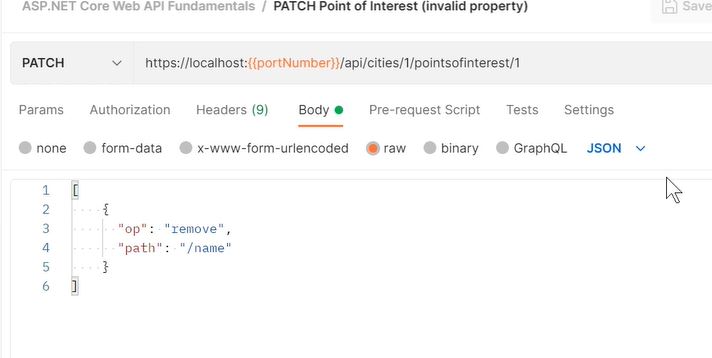 ASP.NET Core Web API Fundamentals / PATCH Point of Interest (invalid property) Save
PATCH https://localhost:{{portNumber}}/api/cities/1/pointsofinterest/1
Params Authorization Headers (9) Body Pre-request Script Tests Settings
none form-data x-www-form-urlencoded raw binary GraphQL JSON
1 [
2 {
3 "op": "remove",
4 "path": "/name"
5 }
6 ]